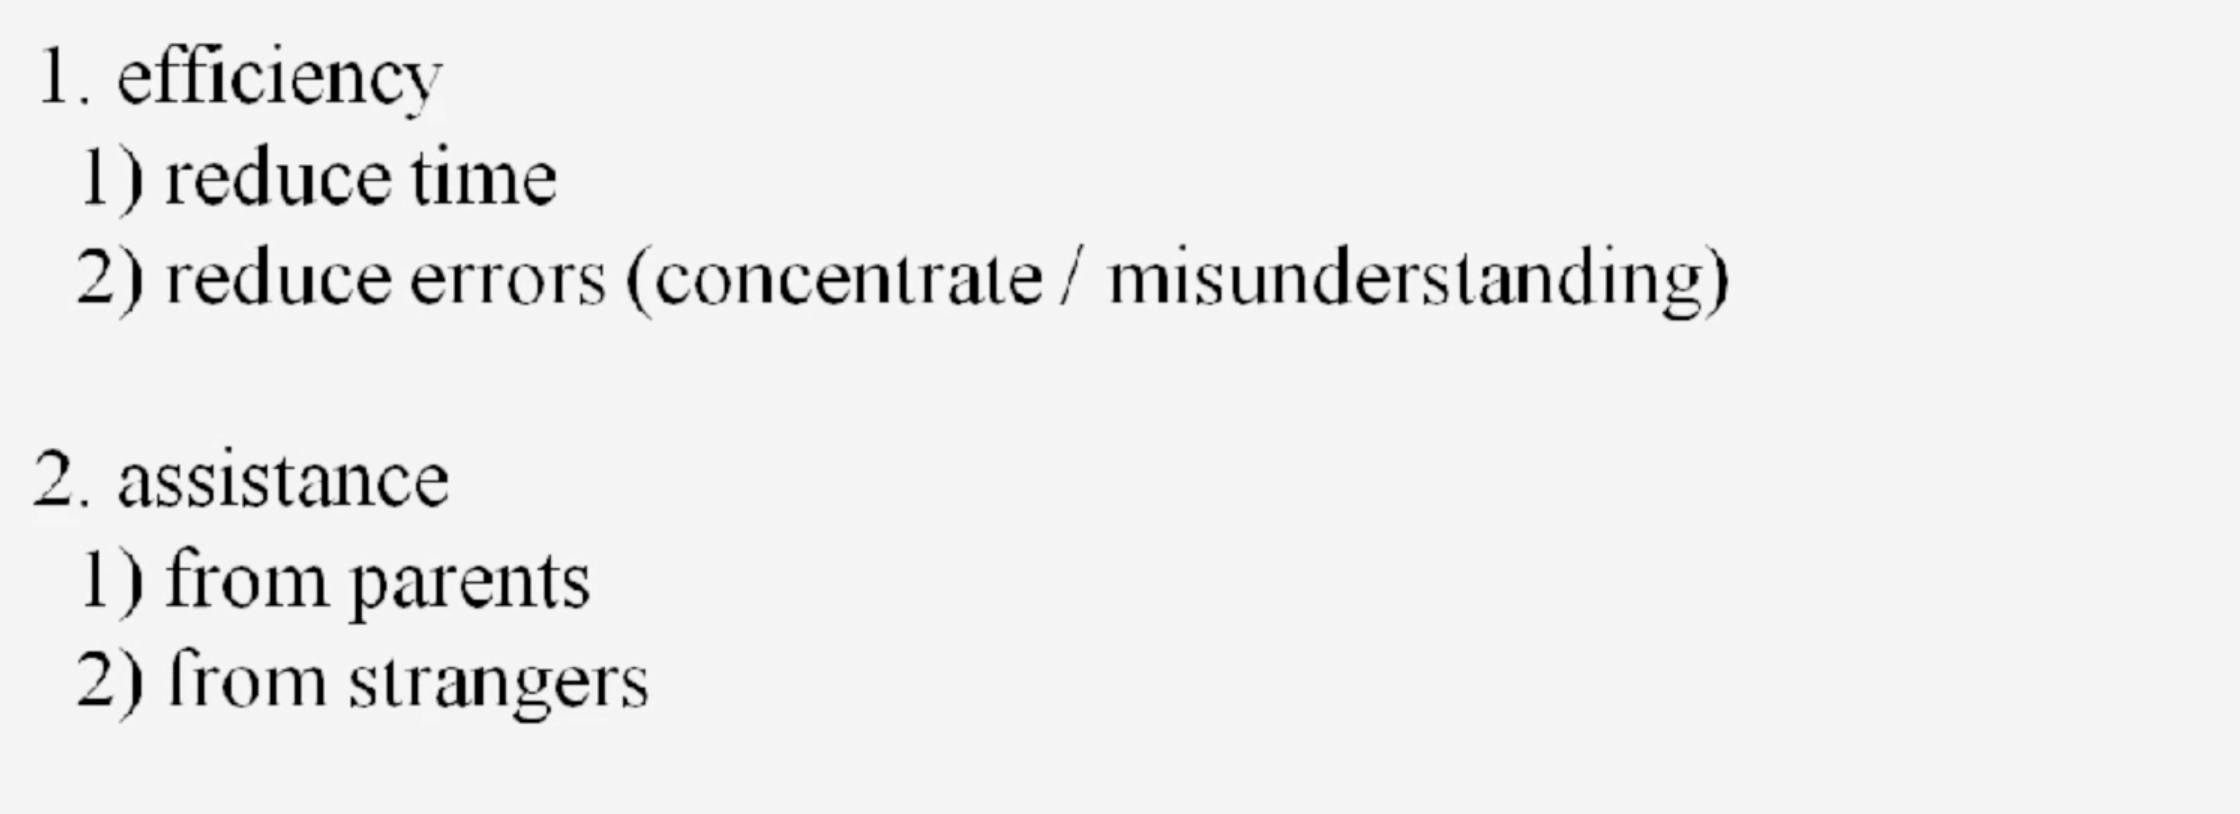 1. efficiency
1) reduce time
2) reduce errors (concentrate / misunderstanding)
2. assistance
1) from parents
2) from strangers